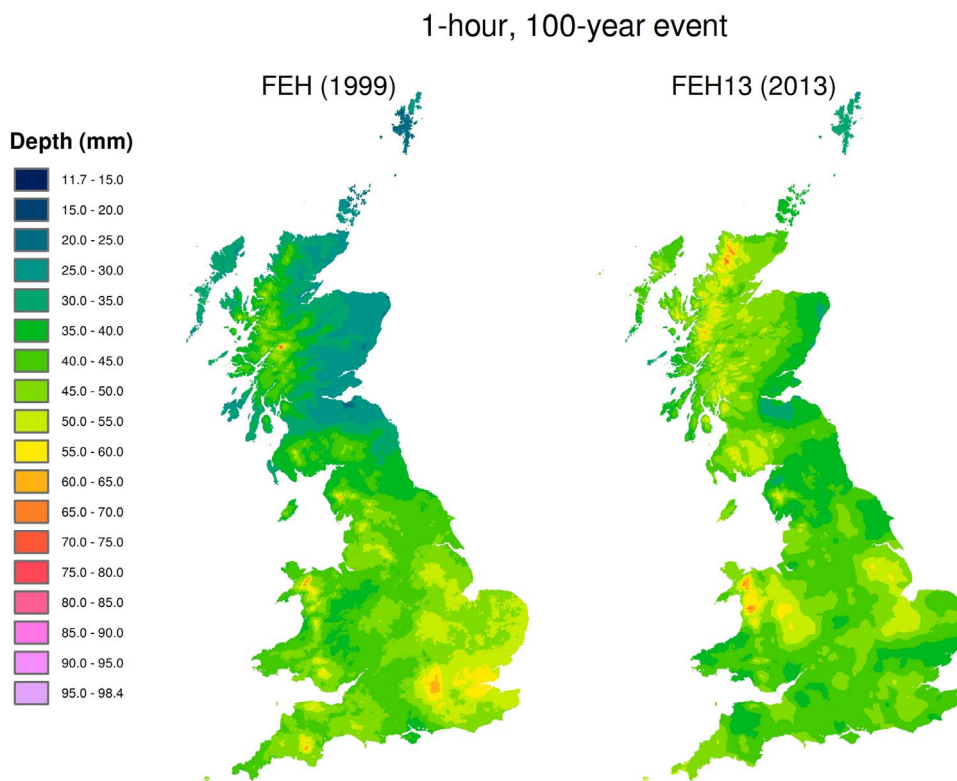 1-hour, 100-year event
FEH (1999)
FEH13 (2013)
Depth (mm)
11.7 - 15.0
15.0 - 20.0
20.0 - 25.0
25.0 - 30.0
30.0 - 35.0
35.0 - 40.0
40.0 - 45.0
45.0 - 50.0
50.0 - 55.0
55.0 - 60.0
60.0 - 65.0
65.0 - 70.0
70.0 - 75.0
75.0 - 80.0
80.0 - 85.0
85.0 - 90.0
90.0 - 95.0
95.0 - 98.4